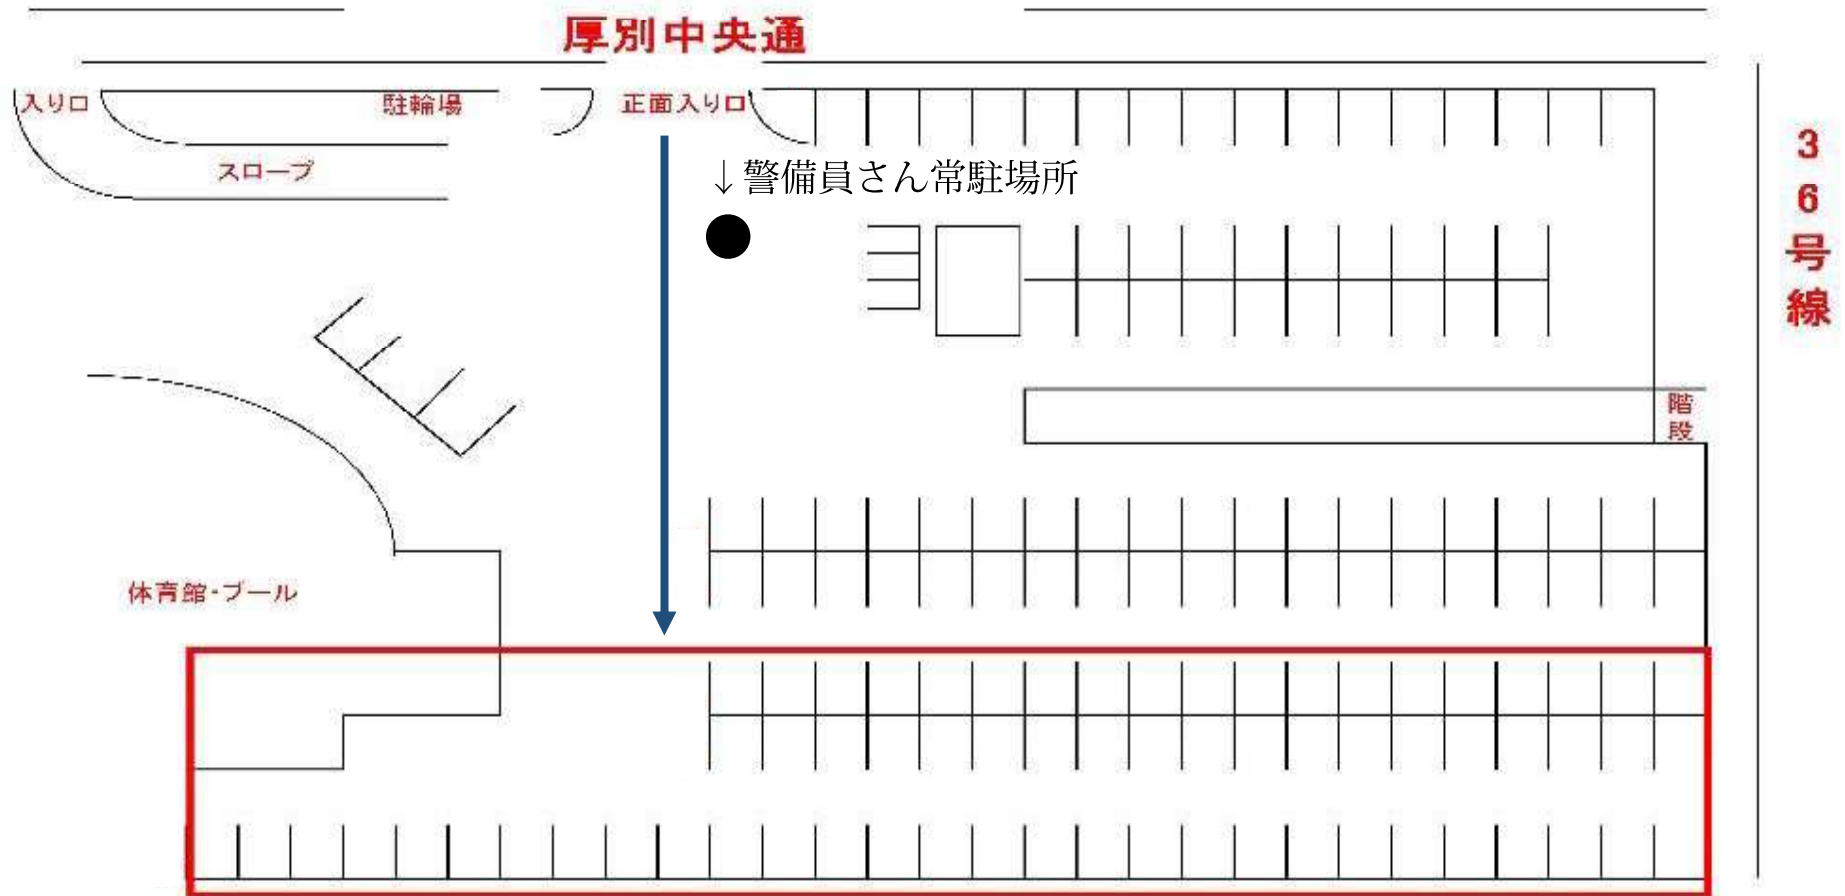 厚別中央通
入り口
駐輪場
正面入り口
スロープ
↓警備員さん常駐場所
36号線
階段
体育館・プール